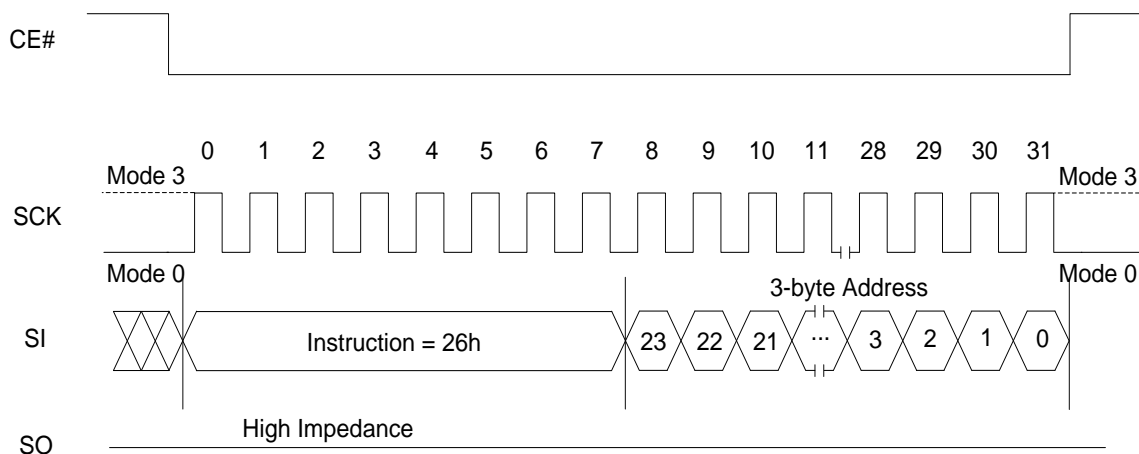 CE#
0 1 2 3 4 5 6 7 8 9 10 11 28 29 30 31
Mode 3 Mode 3
SCK
Mode 0 Mode 0
3-byte Address
SI Instruction = 26h 23 22 21 ... 3 2 1 0
High Impedance
SO